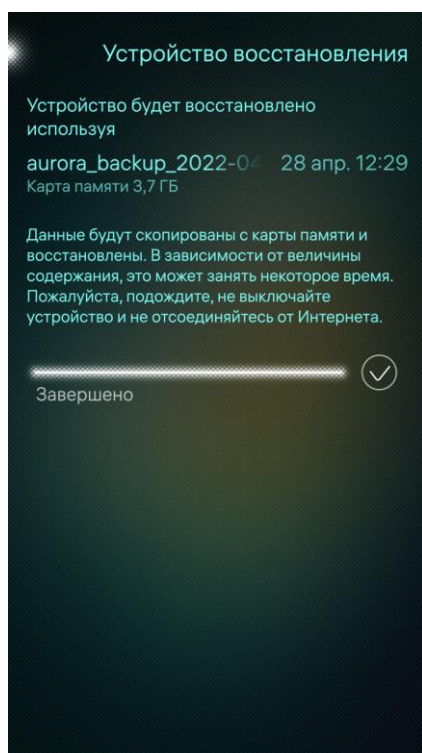 Устройство восстановления
Устройство будет восстановлено
используя
aurora_backup_2022-04 28 апр. 12:29
Карта памяти 3,7 ГБ
Данные будут скопированы с карты памяти и
восстановлены. В зависимости от величины
содержания, это может занять некоторое время.
Пожалуйста, подождите, не выключайте
устройство и не отсоединяйтесь от Интернета.
Завершено